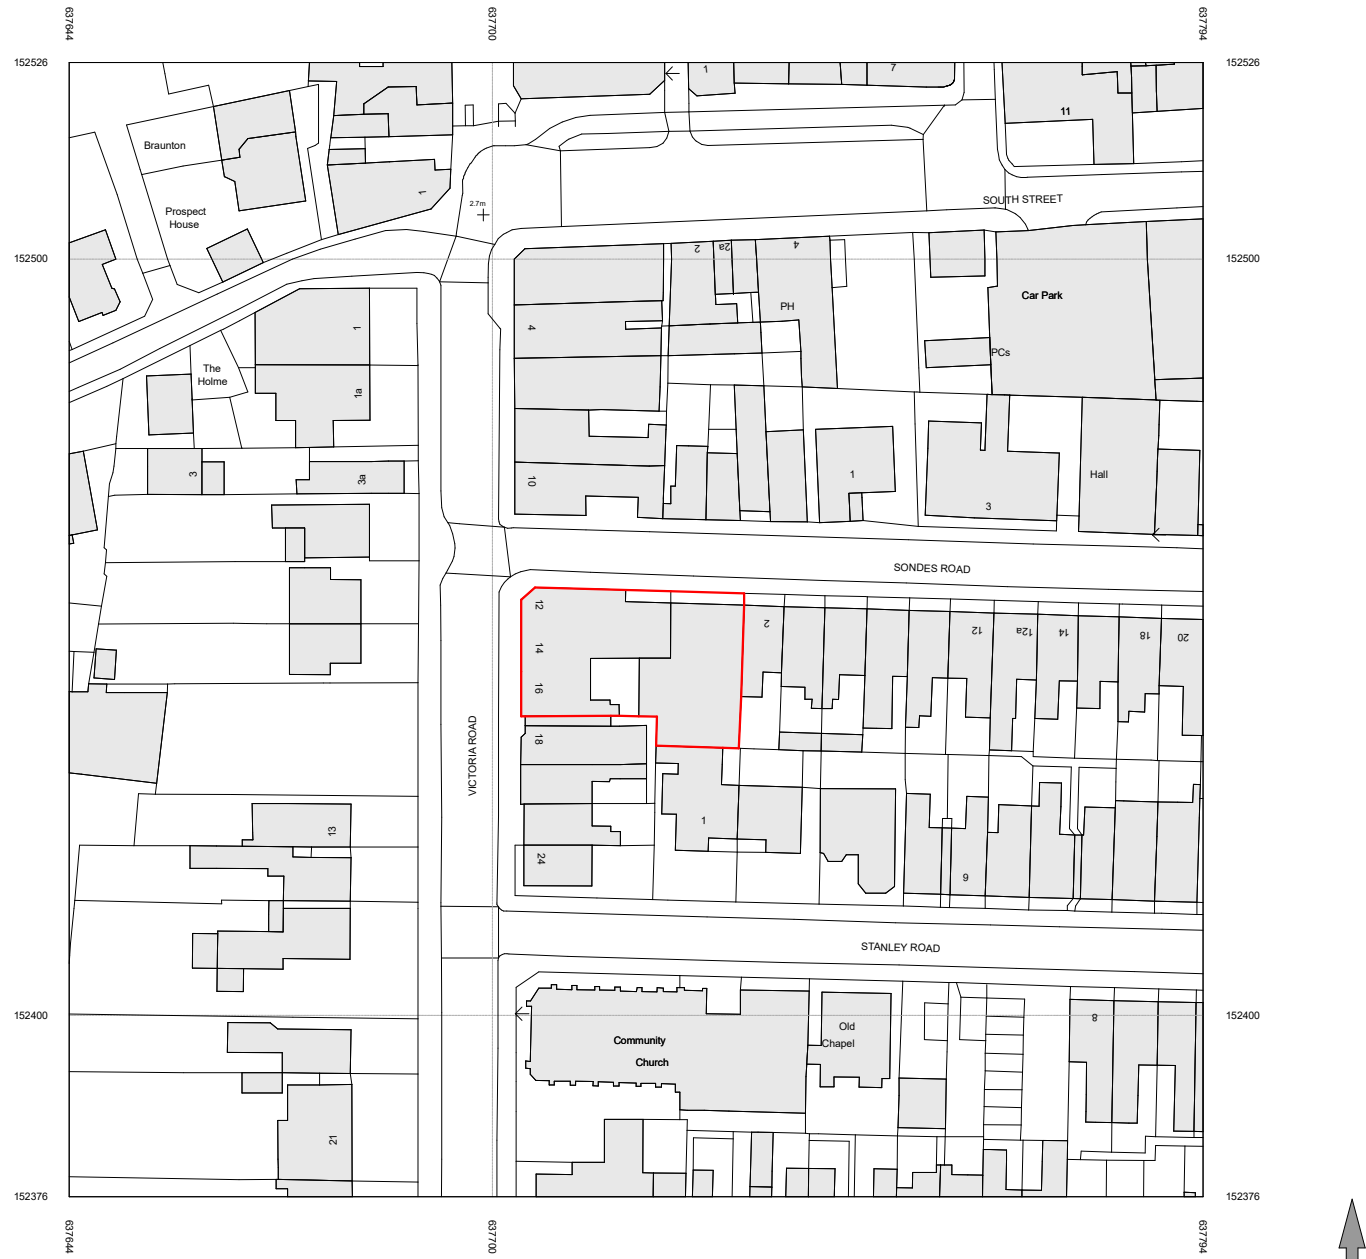 637644
637700
637794
152526
152526
1
7
11
Braunton
1
Prospect
House
2.7m
SOUTH STREET
2
2a
4
152500
152500
Car Park
PH
1
4
PCs
The
Holme
1a
3
3a
10
1
Hall
3
SONDES ROAD
12
14
16
2
12
12a
14
18
20
VICTORIA ROAD
18
13
1
24
9
STANLEY ROAD
152400
152400
8
Community
Church
Old
Chapel
21
152376
152376
637644
637700
637794